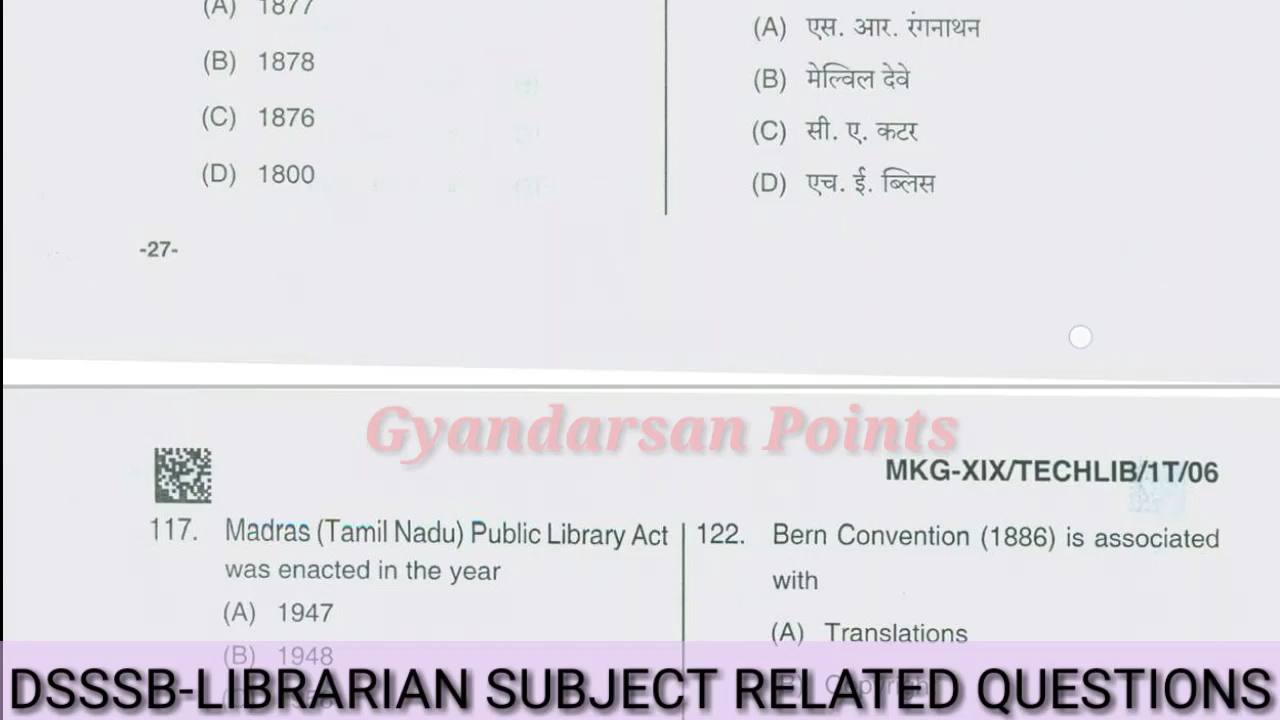 (A) 1877
(B) 1878
(C) 1876
(D) 1800
-27-
(A) एस. आर. रंगनाथन
(B) मेल्विल देवे
(C) सी. ए. कटर
(D) एच. ई. ब्लिस
Gyandarsan Points
MKG-XIX/TECHLIB/1T/06
117. Madras (Tamil Nadu) Public Library Act
was enacted in the year
(A) 1947
(B) 1948
122. Bern Convention (1886) is associated
with
(A) Translations
(B) Copyright
DSSSB-LIBRARIAN SUBJECT RELATED QUESTIONS